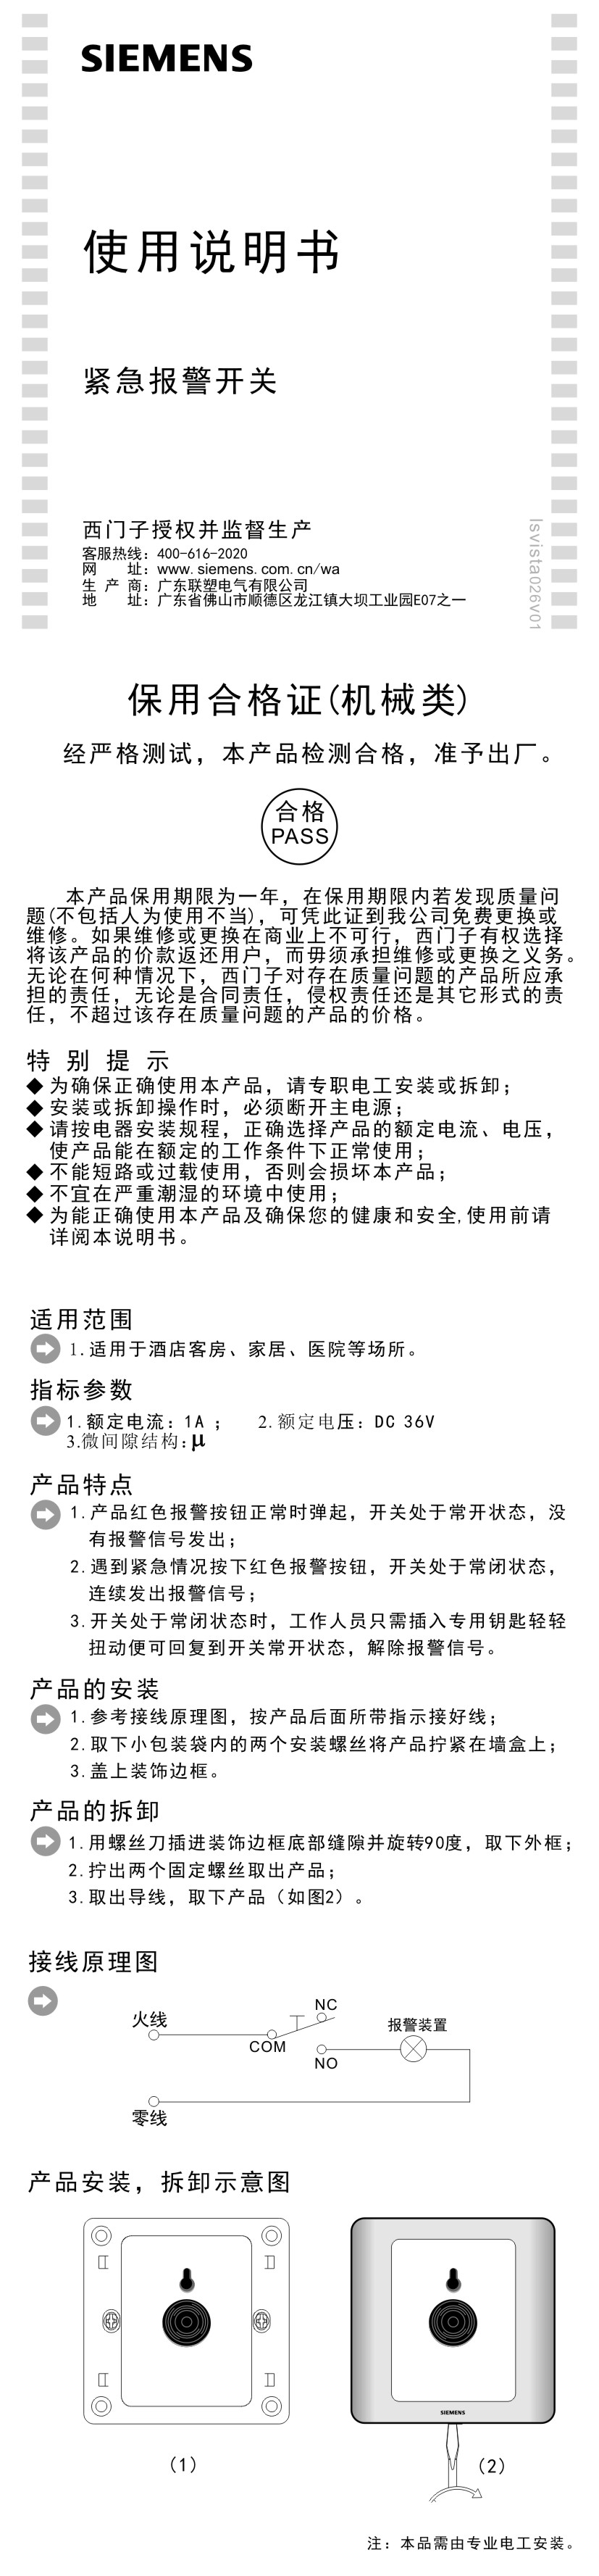 SIEMENS
使用说明书
紧急报警开关
西门子授权并监督生产
客服热线：400-616-2020
网 址：www.siemens.com.cn/wa
生 产 商：广东联塑电气有限公司
地 址：广东省佛山市顺德区龙江镇大坝工业园E07之一
lsvista026v01
保用合格证(机械类)
经严格测试，本产品检测合格，准予出厂。
合格
PASS
本产品保用期限为一年，在保用期限内若发现质量问
题(不包括人为使用不当)，可凭此证到我公司免费更换或
维修。如果维修或更换在商业上不可行，西门子有权选择
将该产品的价款返还用户，而毋须承担维修或更换之义务。
无论在何种情况下，西门子对存在质量问题的产品所应承
担的责任，无论是合同责任，侵权责任还是其它形式的责
任，不超过该存在质量问题的产品的价格。
特 别 提 示
◆ 为确保正确使用本产品，请专职电工安装或拆卸；
◆ 安装或拆卸操作时，必须断开主电源；
◆ 请按电器安装规程，正确选择产品的额定电流、电压，
使产品能在额定的工作条件下正常使用；
◆ 不能短路或过载使用，否则会损坏本产品；
◆ 不宜在严重潮湿的环境中使用；
◆ 为能正确使用本产品及确保您的健康和安全,使用前请
详阅本说明书。
适用范围
1.适用于酒店客房、家居、医院等场所。
指标参数
1.额定电流：1A ； 2.额定电压：DC 36V
3.微间隙结构:μ
产品特点
1.产品红色报警按钮正常时弹起，开关处于常开状态，没
有报警信号发出；
2.遇到紧急情况按下红色报警按钮，开关处于常闭状态，
连续发出报警信号；
3.开关处于常闭状态时，工作人员只需插入专用钥匙轻轻
扭动便可回复到开关常开状态，解除报警信号。
产品的安装
1.参考接线原理图，按产品后面所带指示接好线；
2.取下小包装袋内的两个安装螺丝将产品拧紧在墙盒上；
3.盖上装饰边框。
产品的拆卸
1.用螺丝刀插进装饰边框底部缝隙并旋转90度，取下外框；
2.拧出两个固定螺丝取出产品；
3.取出导线，取下产品（如图2）。
接线原理图
火线
NC
COM
报警装置
NO
零线
产品安装，拆卸示意图
SIEMENS
（1）
（2）
注：本品需由专业电工安装。